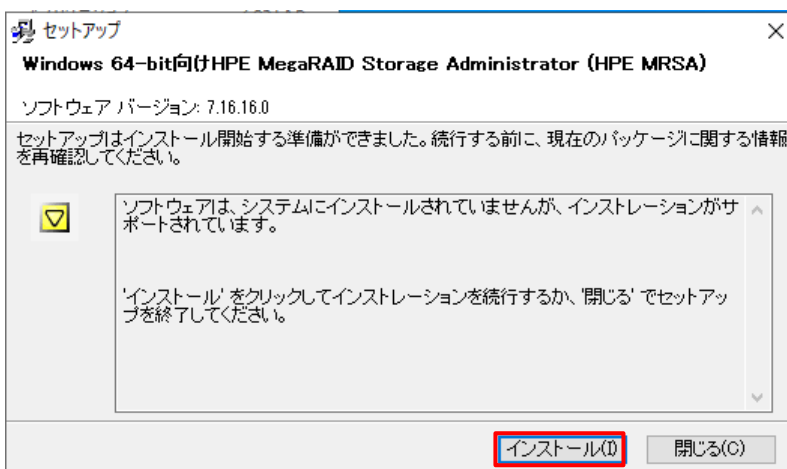 セットアップ
Windows 64-bit向けHPE MegaRAID Storage Administrator (HPE MRSA)
ソフトウェア バージョン: 7.16.16.0
セットアップはインストール開始する準備ができました。続行する前に、現在のパッケージに関する情報
を再確認してください。
ソフトウェアは、システムにインストールされていませんが、インストレーションがサ
ポートされています。
'インストール' をクリックしてインストレーションを続行するか、'閉じる' でセットアッ
プを終了してください。
インストール(I)
閉じる(C)